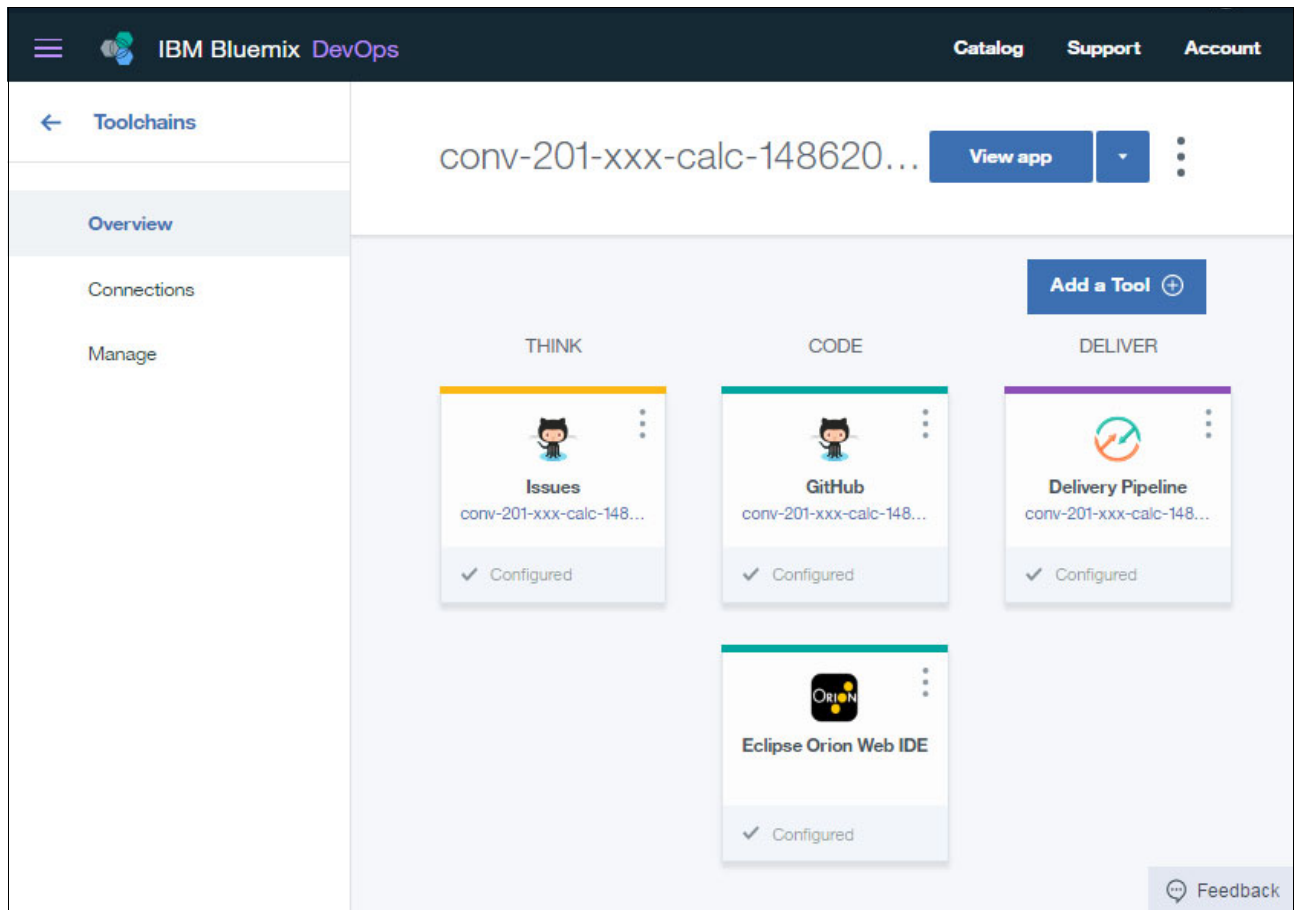 IBM Bluemix DevOps
Catalog Support Account
Toolchains
conv-201-xxx-calc-148620...
View app
Overview
Connections
Manage
Add a Tool
THINK
CODE
DELIVER
Issues
conv-201-xxx-calc-148...
Configured
GitHub
conv-201-xxx-calc-148...
Configured
Delivery Pipeline
conv-201-xxx-calc-148...
Configured
ORION
Eclipse Orion Web IDE
Configured
Feedback